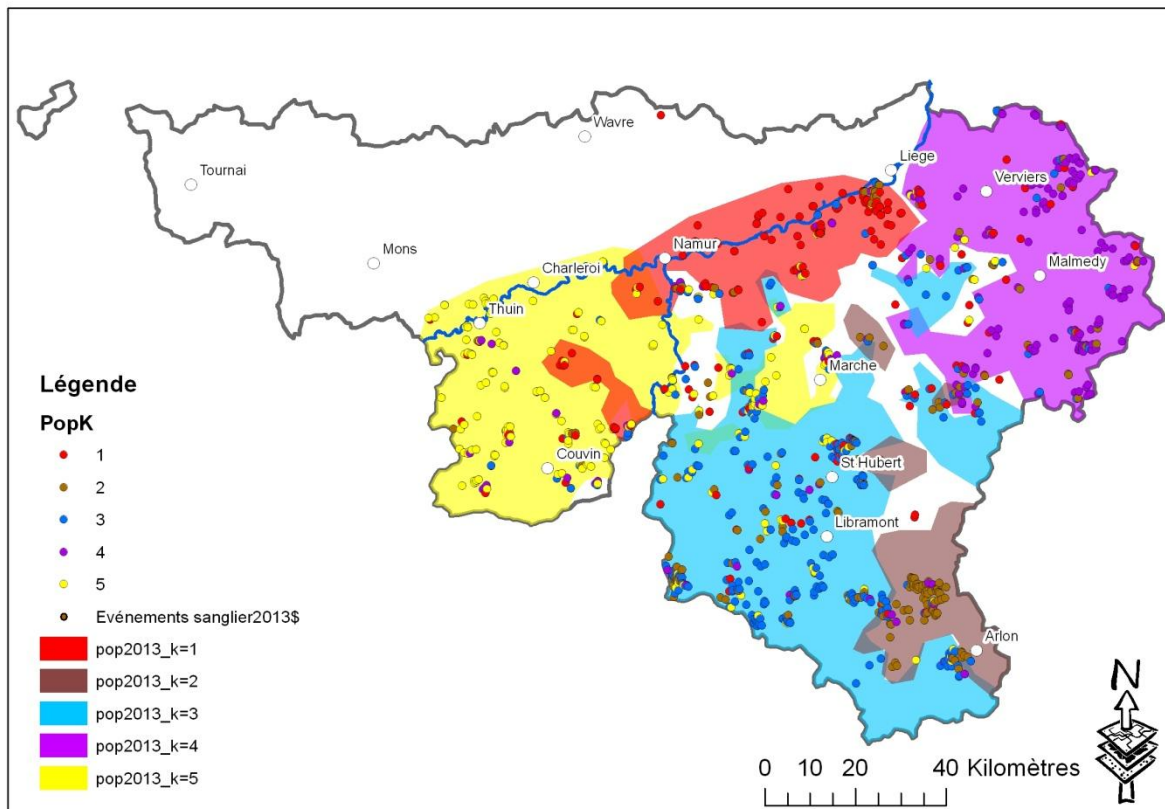 Wavre
Tournai
Liege
Verviers
Mons
Namur
Charleroi
Malmedy
Thuin
Marche
Couvin
St Hubert
Libramont
Arlon
Légende
PopK
1
2
3
4
5
Evénements sanglier2013$
pop2013_k=1
pop2013_k=2
pop2013_k=3
pop2013_k=4
pop2013_k=5
N
0 10 20 40 Kilomètres